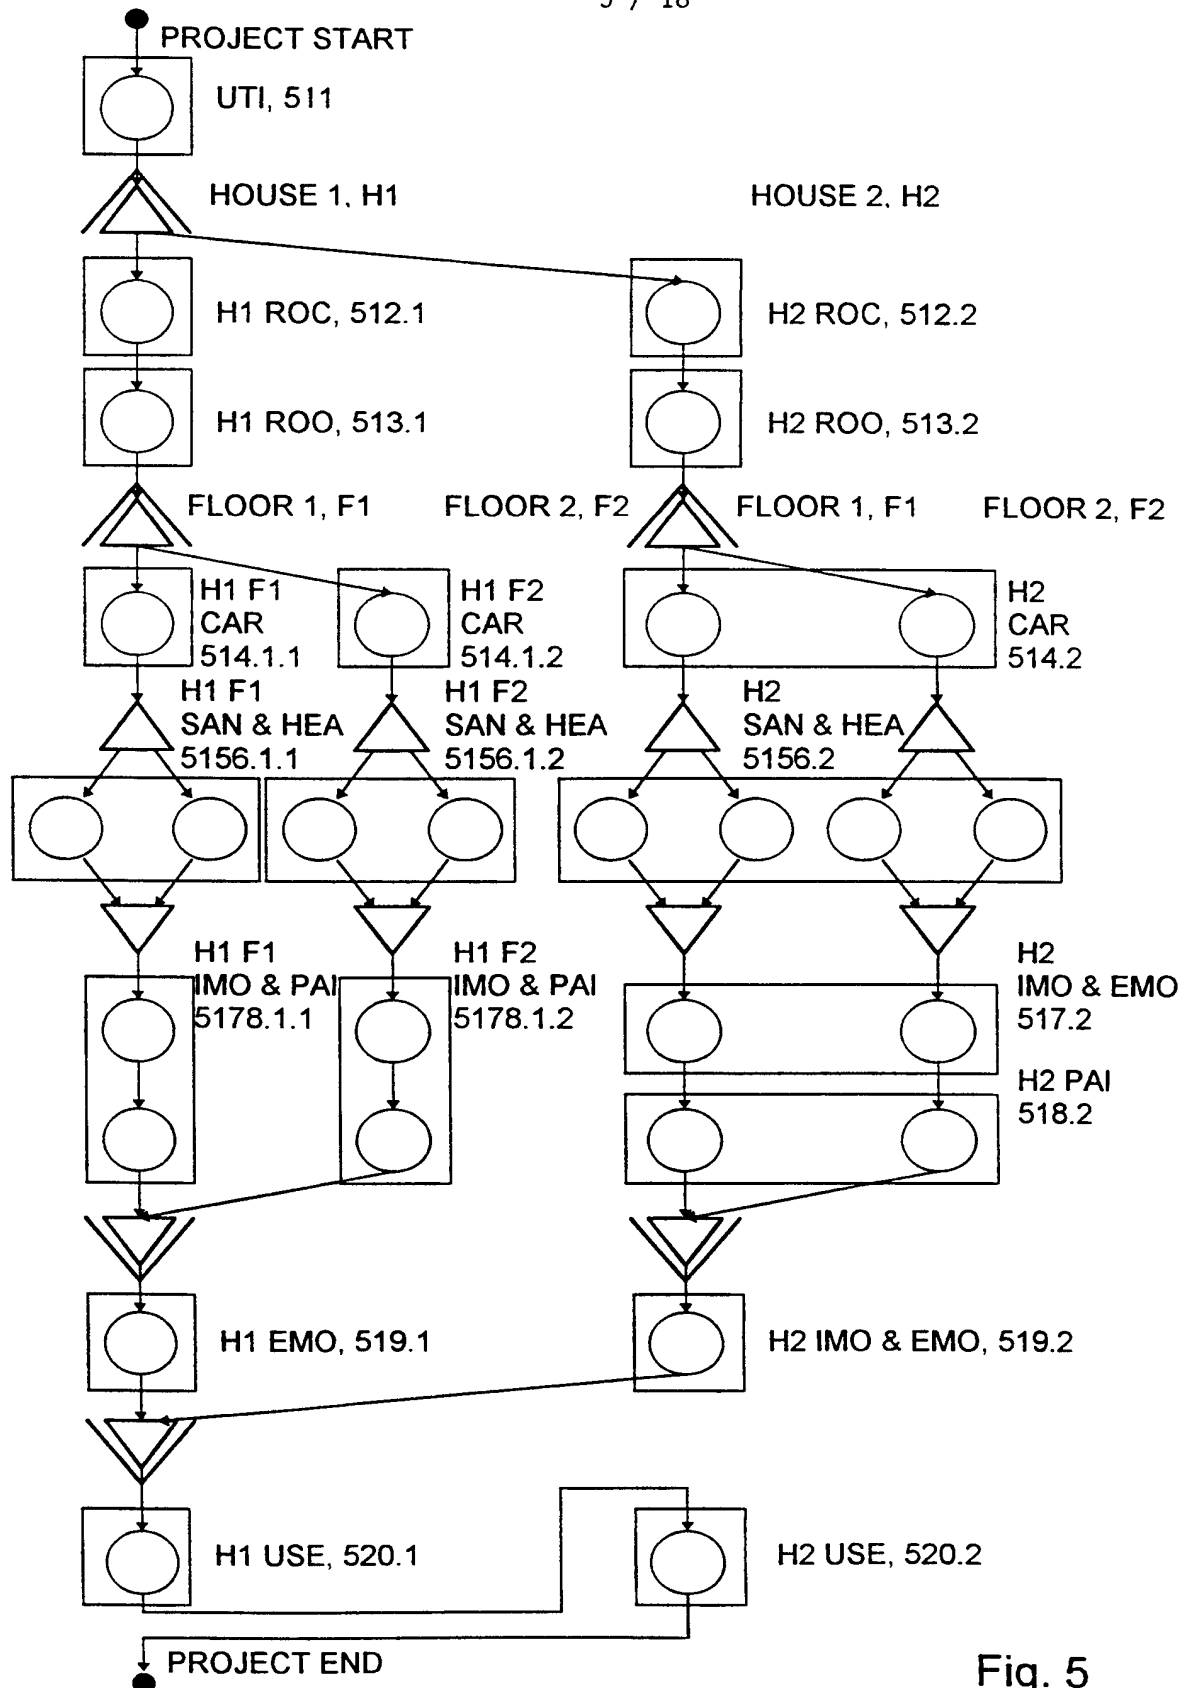 5 / 18
PROJECT START
UTI, 511
HOUSE 1, H1
HOUSE 2, H2
H1 ROC, 512.1
H2 ROC, 512.2
H1 ROO, 513.1
H2 ROO, 513.2
FLOOR 1, F1
FLOOR 2, F2
FLOOR 1, F1
FLOOR 2, F2
H1 F1
CAR
514.1.1
H1 F2
CAR
514.1.2
H2
CAR
514.2
H1 F1
SAN & HEA
5156.1.1
H1 F2
SAN & HEA
5156.1.2
H2
SAN & HEA
5156.2
H1 F1
IMO & PAI
5178.1.1
H1 F2
IMO & PAI
5178.1.2
H2
IMO & EMO
517.2
H2 PAI
518.2
H1 EMO, 519.1
H2 IMO & EMO, 519.2
H1 USE, 520.1
H2 USE, 520.2
PROJECT END
Fig. 5